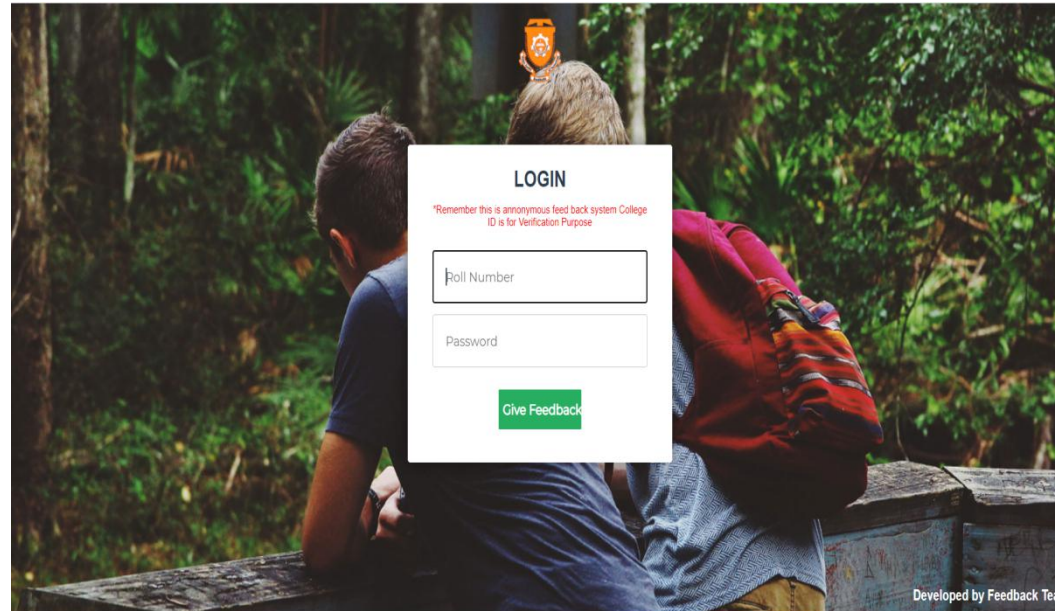 LOGIN
*Remember this is annonymous feed back system College
ID is for Verification Purpose
Roll Number
Password
Give Feedback
Developed by Feedback Tea